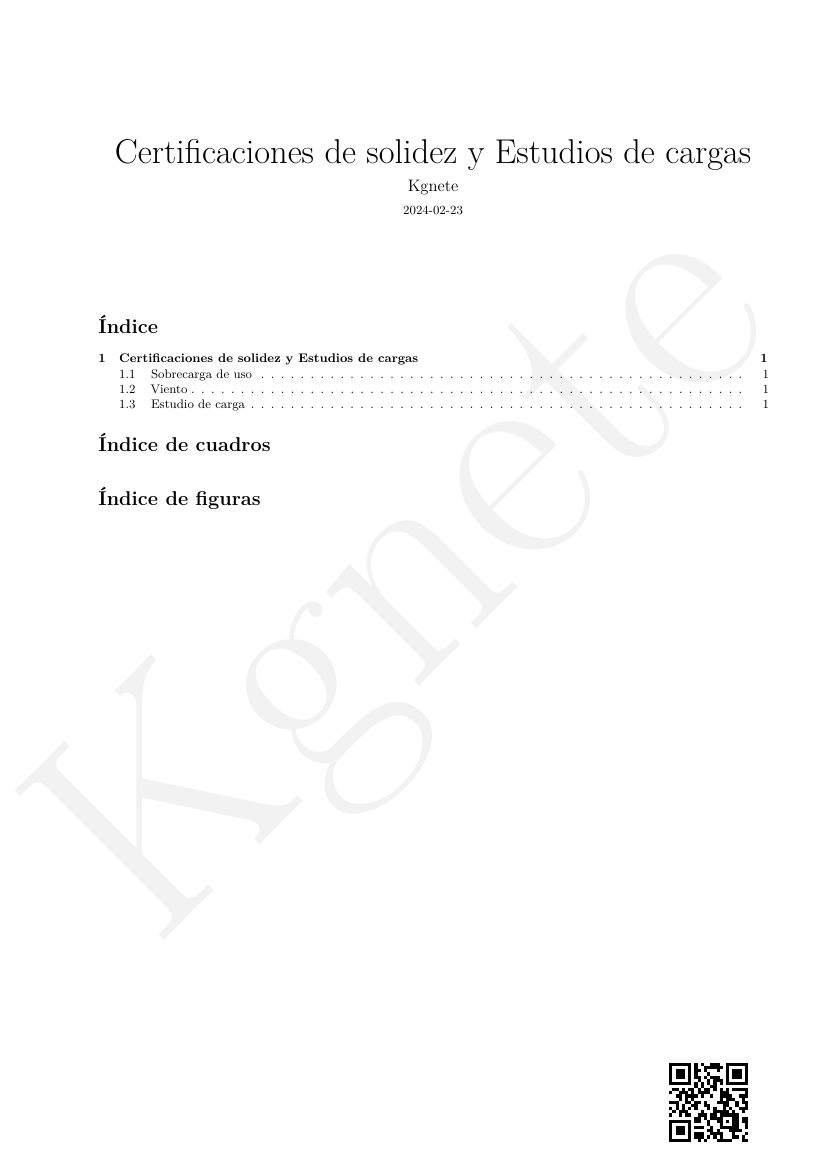 Certificaciones de solidez y Estudios de cargas
Kgnete
2024-02-23
Índice
1 Certificaciones de solidez y Estudios de cargas 1
1.1 Sobrecarga de uso . . . . . . . . . . . . . . . . . . . . . . . . . . . . . . . . . . . . . . . . . . . . . . . . . 1
1.2 Viento . . . . . . . . . . . . . . . . . . . . . . . . . . . . . . . . . . . . . . . . . . . . . . . . . . . . . . . . 1
1.3 Estudio de carga . . . . . . . . . . . . . . . . . . . . . . . . . . . . . . . . . . . . . . . . . . . . . . . . . . 1
Índice de cuadros
Índice de figuras
Kgnete